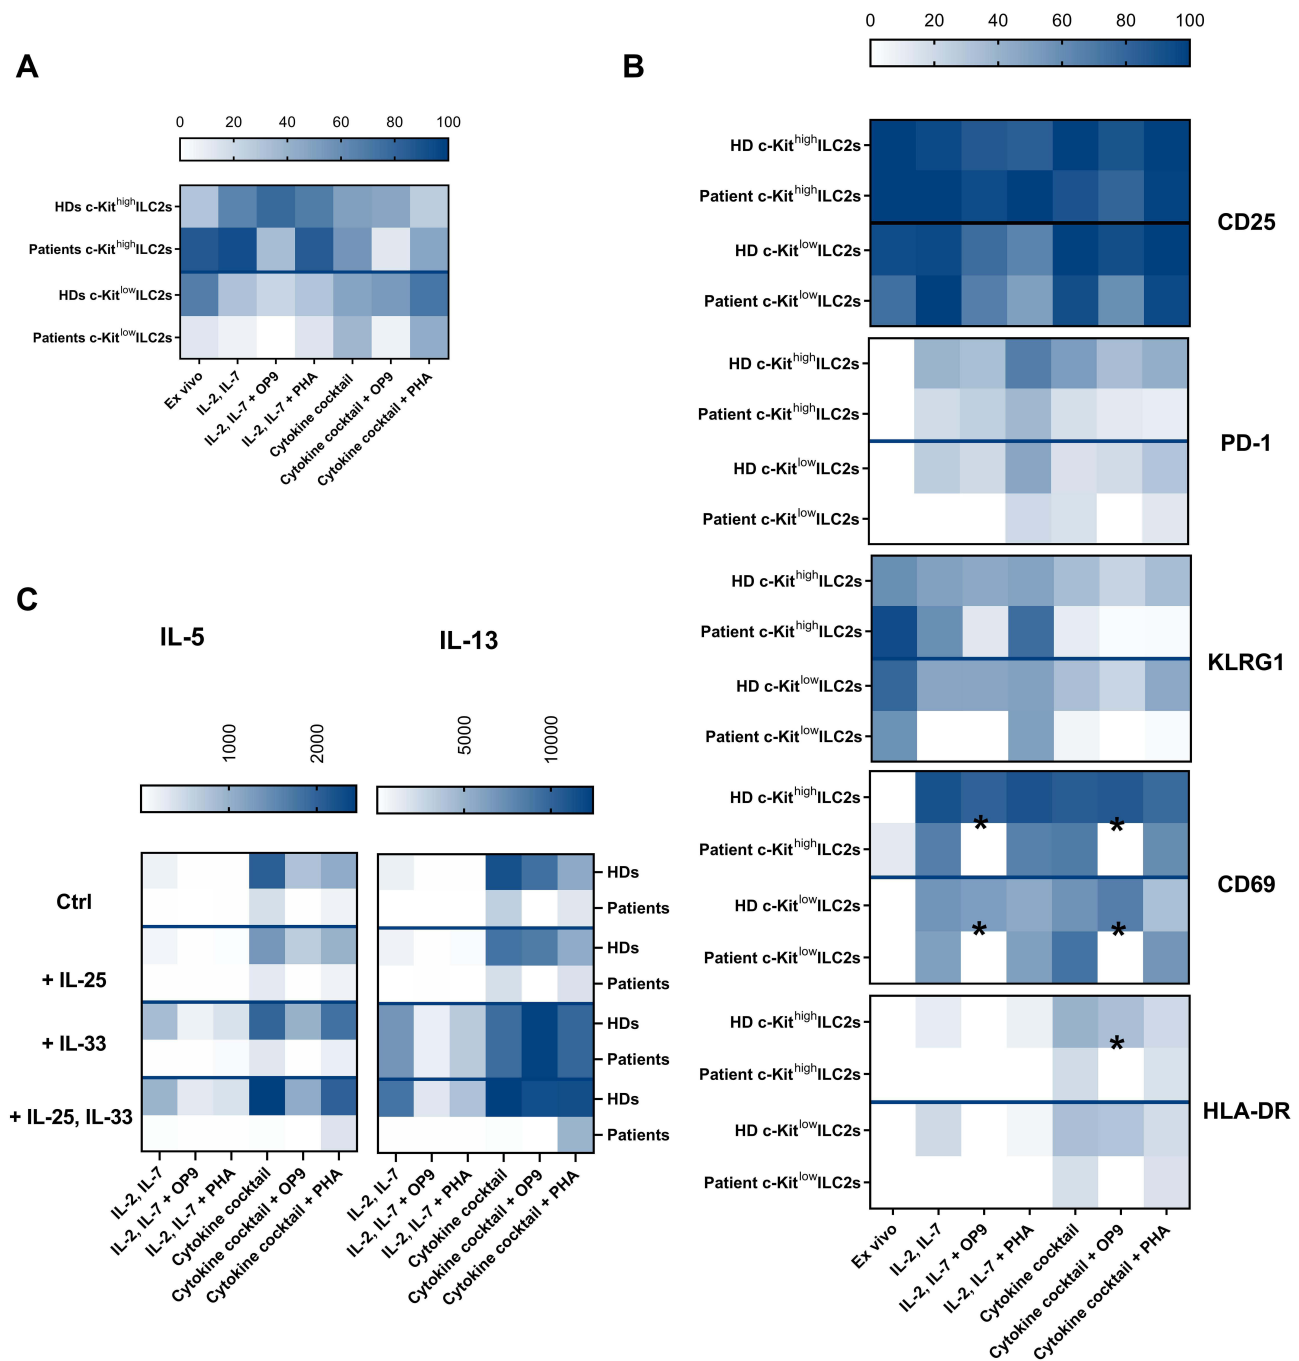 A
0 20 40 60 80 100
HDs c-KithighILC2s
Patients c-KithighILC2s
HDs c-KitlowILC2s
Patients c-KitlowILC2s
Ex vivo
IL-2, IL-7
IL-2, IL-7 + OP9
IL-2, IL-7 + PHA
Cytokine cocktail
Cytokine cocktail + OP9
Cytokine cocktail + PHA
B
0 20 40 60 80 100
HD c-KithighILC2s
Patient c-KithighILC2s
HD c-KitlowILC2s
Patient c-KitlowILC2s
CD25
HD c-KithighILC2s
Patient c-KithighILC2s
HD c-KitlowILC2s
Patient c-KitlowILC2s
PD-1
HD c-KithighILC2s
Patient c-KithighILC2s
HD c-KitlowILC2s
Patient c-KitlowILC2s
KLRG1
HD c-KithighILC2s
* *
Patient c-KithighILC2s
HD c-KitlowILC2s
* *
Patient c-KitlowILC2s
CD69
HD c-KithighILC2s
*
Patient c-KithighILC2s
HD c-KitlowILC2s
Patient c-KitlowILC2s
HLA-DR
Ex vivo
IL-2, IL-7
IL-2, IL-7 + OP9
IL-2, IL-7 + PHA
Cytokine cocktail
Cytokine cocktail + OP9
Cytokine cocktail + PHA
C
IL-5
IL-13
1000 2000
5000 10000
Ctrl
+ IL-25
+ IL-33
+ IL-25, IL-33
HDs
Patients
HDs
Patients
HDs
Patients
HDs
Patients
IL-2, IL-7
IL-2, IL-7 + OP9
IL-2, IL-7 + PHA
Cytokine cocktail
Cytokine cocktail + OP9
Cytokine cocktail + PHA
IL-2, IL-7
IL-2, IL-7 + OP9
IL-2, IL-7 + PHA
Cytokine cocktail
Cytokine cocktail + OP9
Cytokine cocktail + PHA